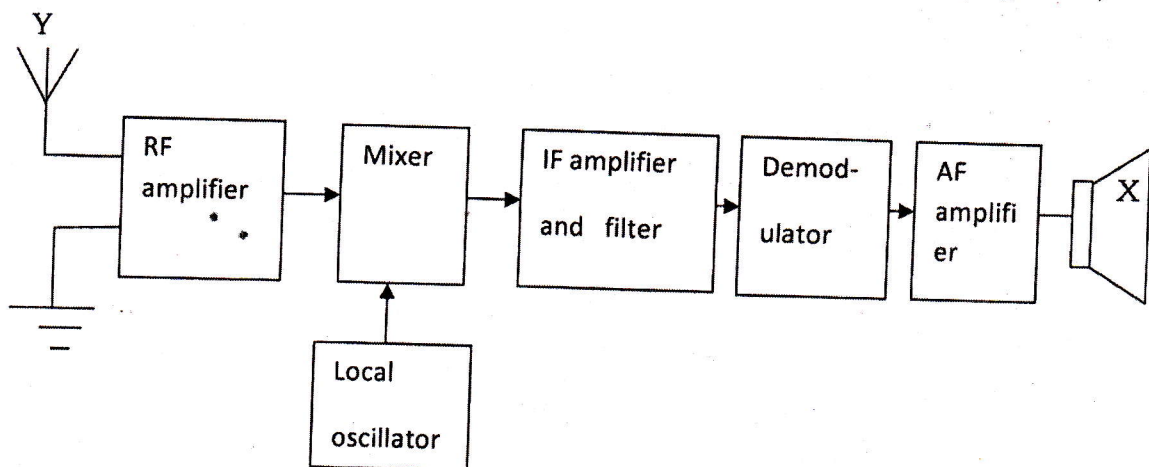 Y
RF
amplifier
Mixer
IF amplifier
and filter
Demod-
ulator
AF
amplifi
er
X
Local
oscillator